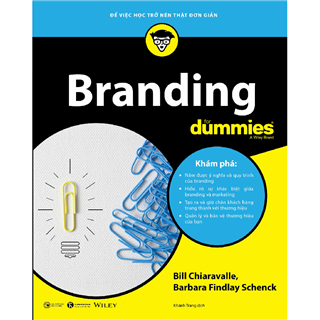 ĐỂ VIỆC HỌC TRỞ NÊN THẬT ĐƠN GIẢN
Branding
for
dummies
A Wiley Brand
Khám phá:
• Nắm được ý nghĩa và quy trình
của branding
• Hiểu rõ sự khác biệt giữa
branding và marketing
• Tạo ra và giữ chân khách hàng
trung thành với thương hiệu
• Quản lý và bảo vệ thương hiệu
của bạn
Bill Chiaravalle,
Barbara Findlay Schenck
Khánh Trang dịch
WILEY